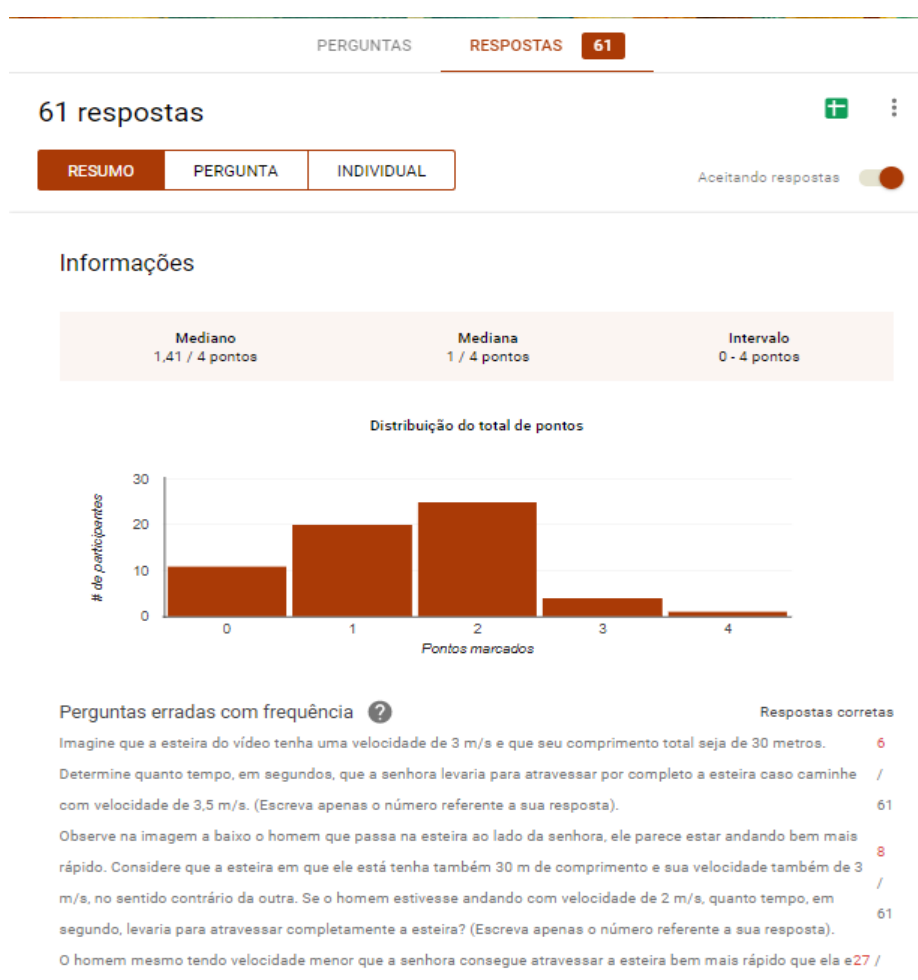 PERGUNTAS RESPOSTAS 61
61 respostas
RESUMO PERGUNTA INDIVIDUAL
Aceitando respostas
Informações
Mediano Mediana Intervalo
1,41 / 4 pontos 1 / 4 pontos 0 - 4 pontos
Distribuição do total de pontos
30
20
10
0
# de participantes
0 1 2 3 4
Pontos marcados
Perguntas erradas com frequência ? Respostas corretas
Imagine que a esteira do vídeo tenha uma velocidade de 3 m/s e que seu comprimento total seja de 30 metros. 6
Determine quanto tempo, em segundos, que a senhora levaria para atravessar por completo a esteira caso caminhe /
com velocidade de 3,5 m/s. (Escreva apenas o número referente a sua resposta). 61
Observe na imagem a baixo o homem que passa na esteira ao lado da senhora, ele parece estar andando bem mais
rápido. Considere que a esteira em que ele está tenha também 30 m de comprimento e sua velocidade também de 3 8
m/s, no sentido contrário da outra. Se o homem estivesse andando com velocidade de 2 m/s, quanto tempo, em /
segundo, levaria para atravessar completamente a esteira? (Escreva apenas o número referente a sua resposta). 61
O homem mesmo tendo velocidade menor que a senhora consegue atravessar a esteira bem mais rápido que ela e27 /